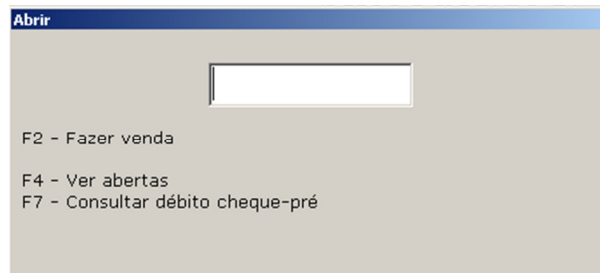 Abrir
F2 - Fazer venda
F4 - Ver abertas
F7 - Consultar débito cheque-pré